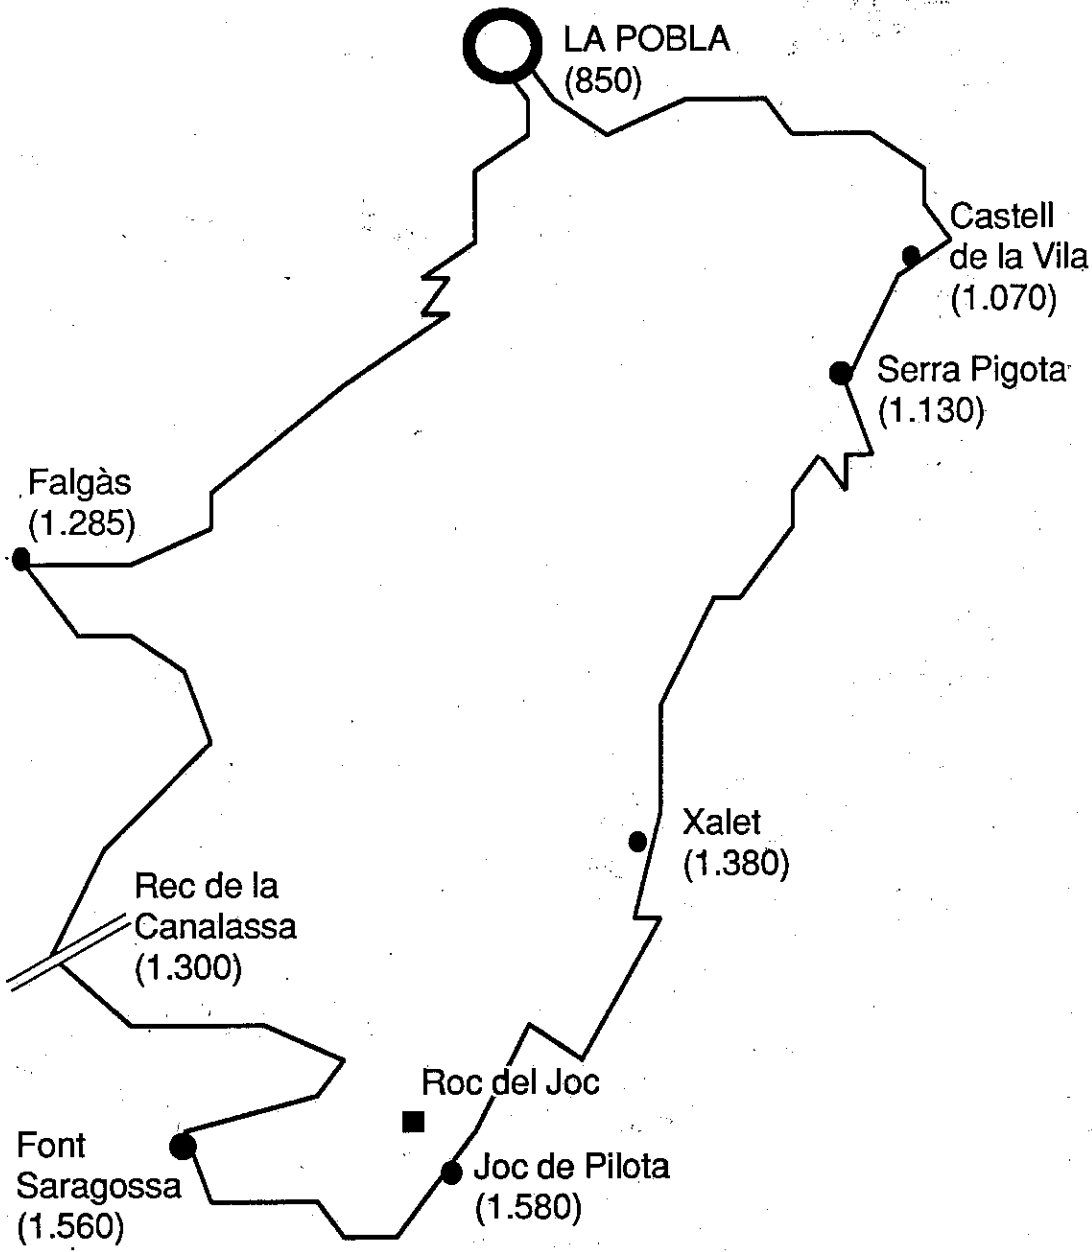 LA POBLA
(850)
Castell
de la Vila
(1.070)
Serra Pigota
(1.130)
Falgàs
(1.285)
Xalet
(1.380)
Rec de la
Canalassa
(1.300)
Roc del Joc
Font
Saragossa
(1.560)
Joc de Pilota
(1.580)